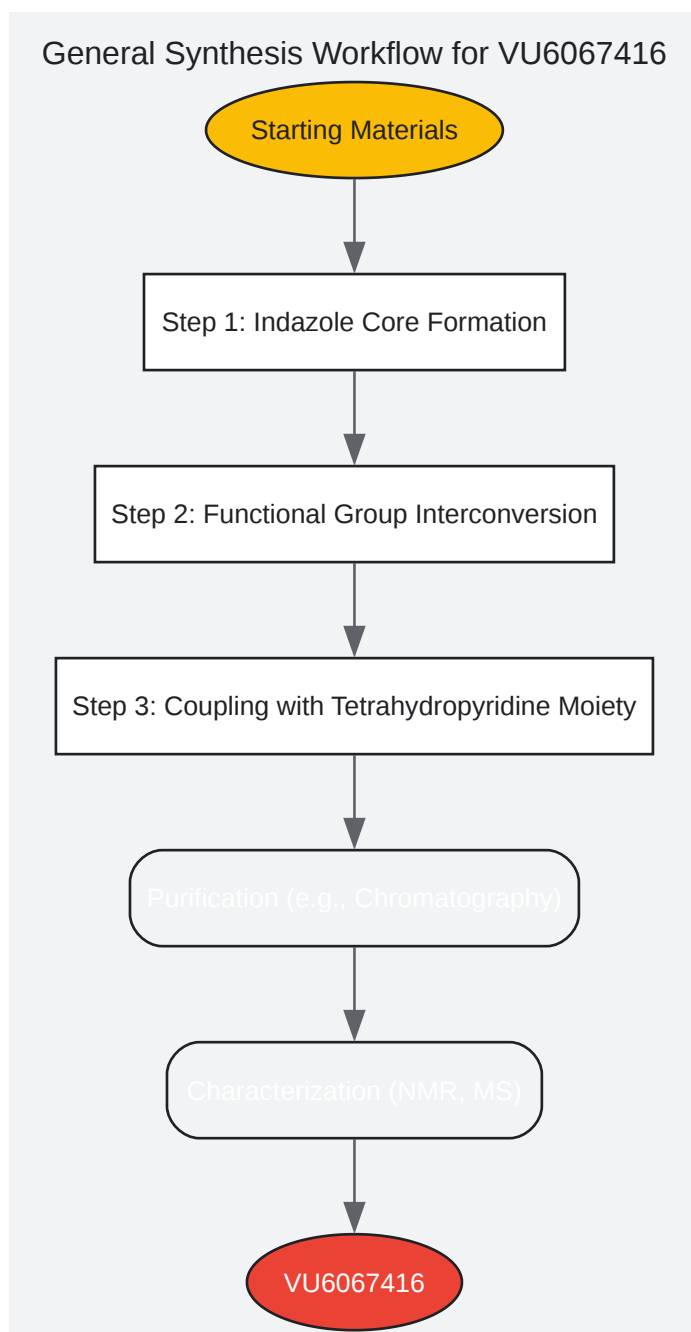 General Synthesis Workflow for VU6067416
Starting Materials
Step 1: Indazole Core Formation
Step 2: Functional Group Interconversion
Step 3: Coupling with Tetrahydropyridine Moiety
Purification (e.g., Chromatography)
Characterization (NMR, MS)
VU6067416